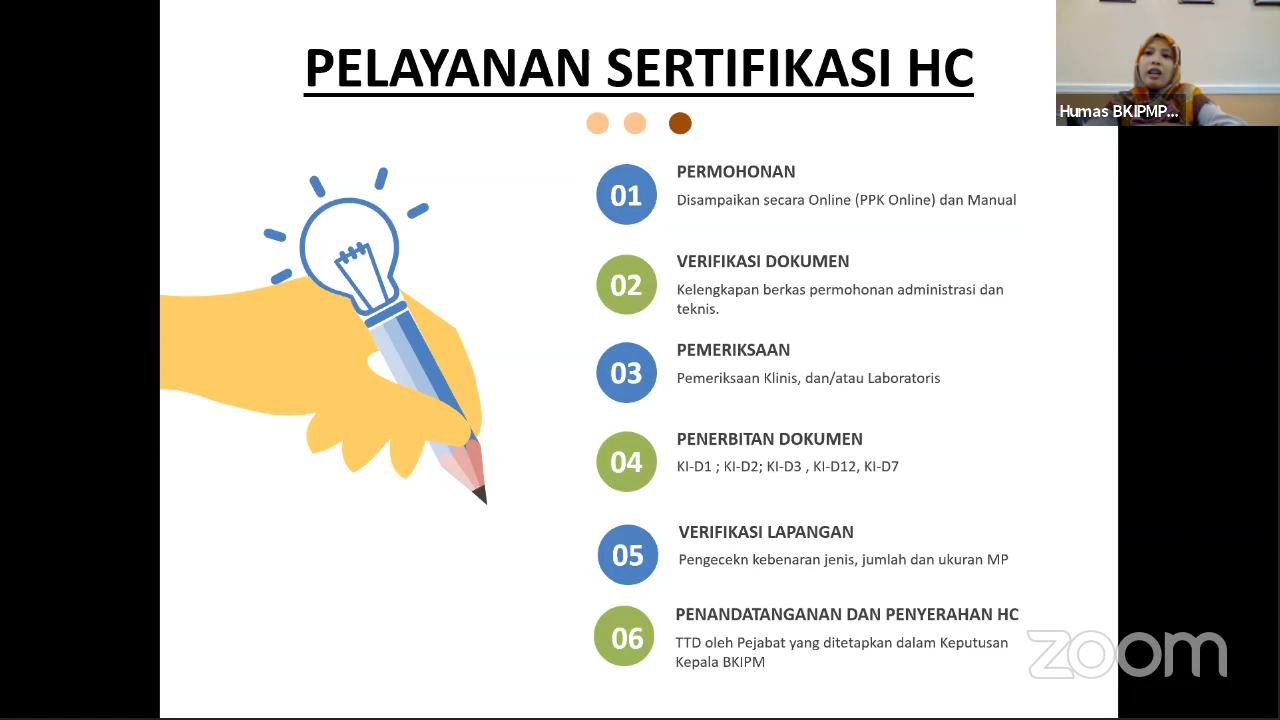 PELAYANAN SERTIFIKASI HC
Humas BKIPMP...
01
PERMOHONAN
Disampaikan secara Online (PPK Online) dan Manual
02
VERIFIKASI DOKUMEN
Kelengkapan berkas permohonan administrasi dan
teknis.
03
PEMERIKSAAN
Pemeriksaan Klinis, dan/atau Laboratoris
04
PENERBITAN DOKUMEN
KI-D1 ; KI-D2; KI-D3 , KI-D12, KI-D7
05
VERIFIKASI LAPANGAN
Pengecekn kebenaran jenis, jumlah dan ukuran MP
06
PENANDATANGANAN DAN PENYERAHAN HC
TTD oleh Pejabat yang ditetapkan dalam Keputusan
Kepala BKIPM
zoom